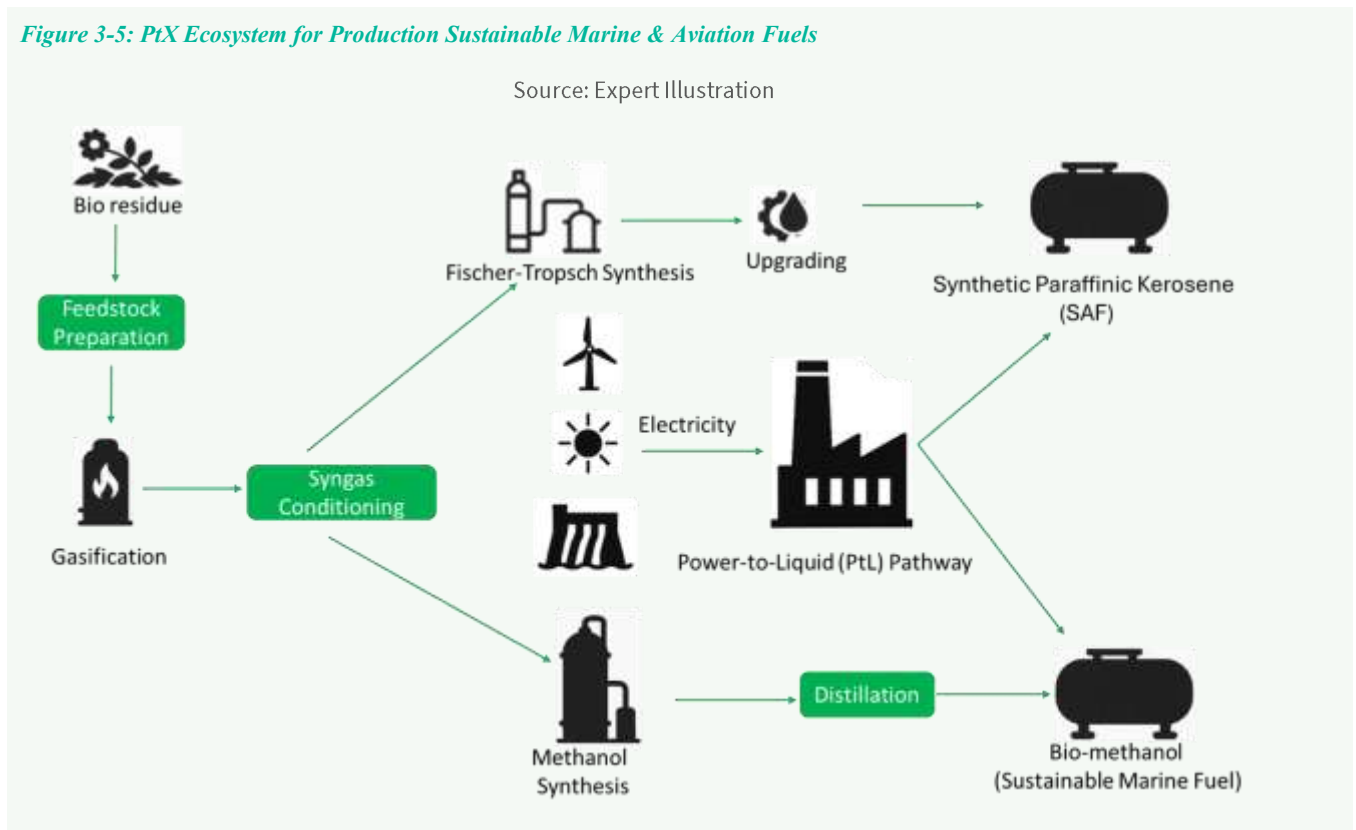 Figure 3-5: PtX Ecosystem for Production Sustainable Marine & Aviation Fuels
Source: Expert Illustration
Bio residue
Feedstock
Preparation
Gasification
Syngas
Conditioning
Fischer-Tropsch Synthesis
Upgrading
Synthetic Paraffinic Kerosene
(SAF)
Electricity
Power-to-Liquid (PtL) Pathway
Methanol
Synthesis
Distillation
Bio-methanol
(Sustainable Marine Fuel)